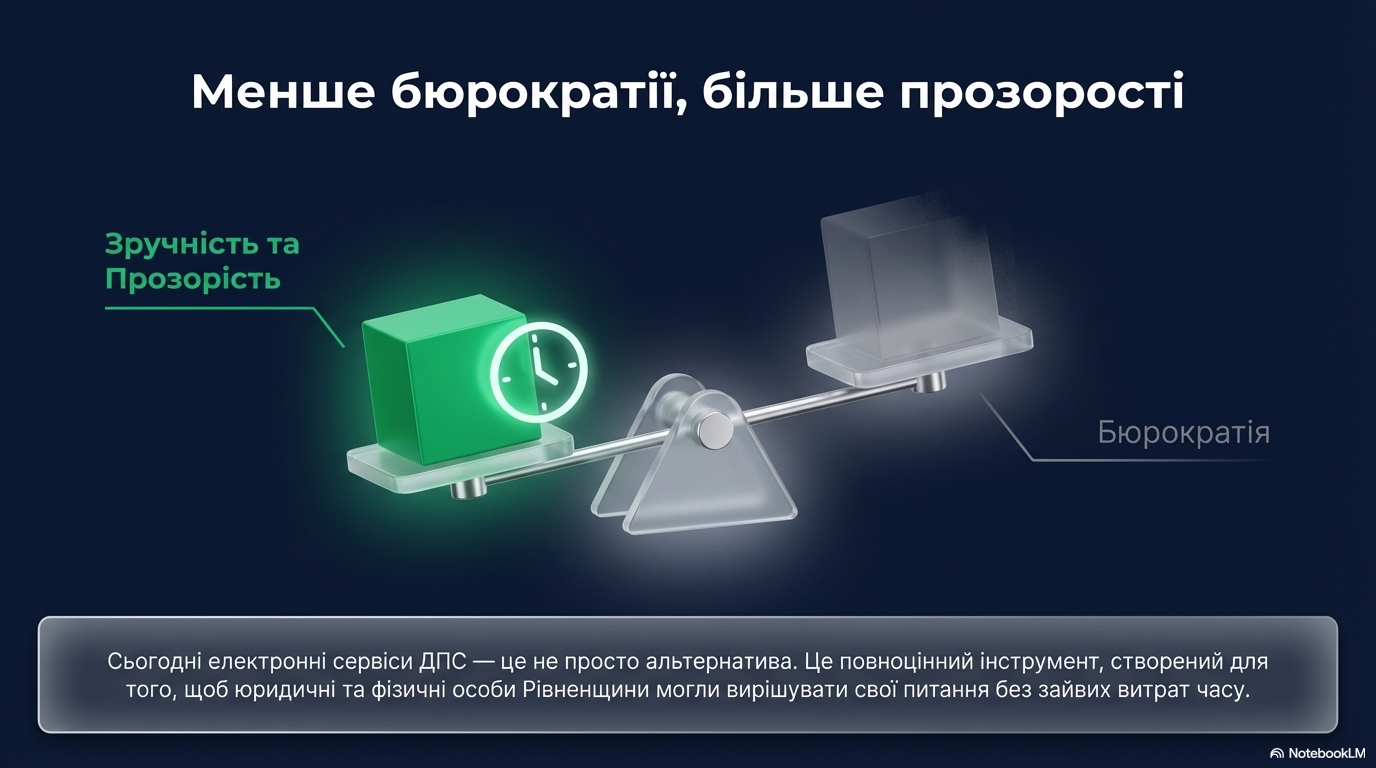 Менше бюрократії, більше прозорості
Зручність та
Прозорість
Бюрократія
Сьогодні електронні сервіси ДПС — це не просто альтернатива. Це повноцінний інструмент, створений для
того, щоб юридичні та фізичні особи Рівненщини могли вирішувати свої питання без зайвих витрат часу.
NotebookLM